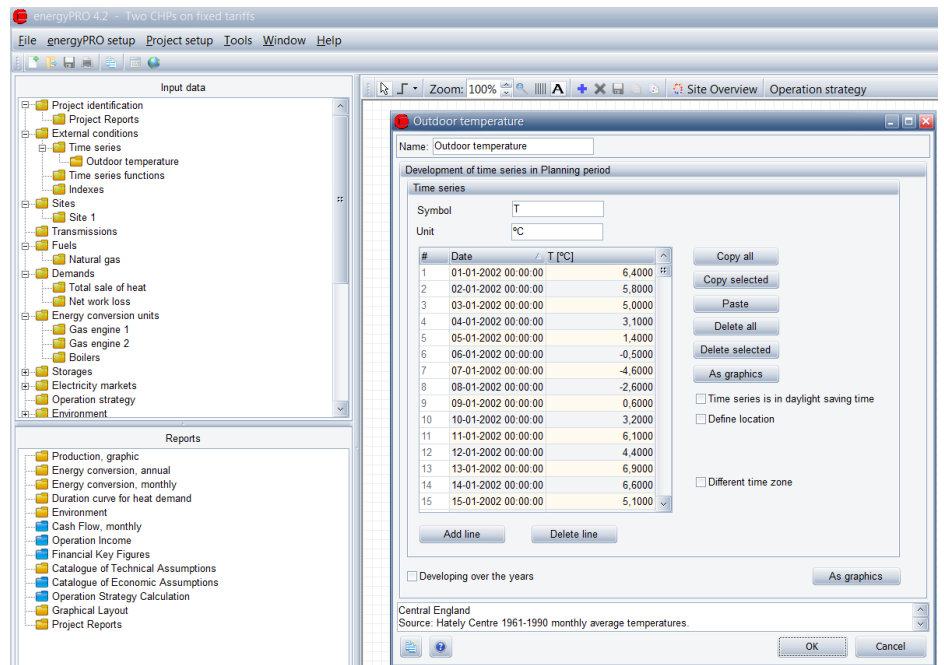 energyPRO 4.2 - Two CHPs on fixed tariffs
File energyPRO setup Project setup Tools Window Help
Input data
Project identification
Project Reports
External conditions
Time series
Outdoor temperature
Time series functions
Indexes
Sites
Site 1
Transmissions
Fuels
Natural gas
Demands
Total sale of heat
Net work loss
Energy conversion units
Gas engine 1
Gas engine 2
Boilers
Storages
Electricity markets
Operation strategy
Environment
Reports
Production, graphic
Energy conversion, annual
Energy conversion, monthly
Duration curve for heat demand
Environment
Cash Flow, monthly
Operation Income
Financial Key Figures
Catalogue of Technical Assumptions
Catalogue of Economic Assumptions
Operation Strategy Calculation
Graphical Layout
Project Reports
Zoom: 100% A Site Overview Operation strategy
Outdoor temperature
Name: Outdoor temperature
Development of time series in Planning period
Time series
Symbol T
Unit ºC
# Date T [ºC]
1 01-01-2002 00:00:00 6,4000
2 02-01-2002 00:00:00 5,8000
3 03-01-2002 00:00:00 5,0000
4 04-01-2002 00:00:00 3,1000
5 05-01-2002 00:00:00 1,4000
6 06-01-2002 00:00:00 -0,5000
7 07-01-2002 00:00:00 -4,6000
8 08-01-2002 00:00:00 -2,6000
9 09-01-2002 00:00:00 0,6000
10 10-01-2002 00:00:00 3,2000
11 11-01-2002 00:00:00 6,1000
12 12-01-2002 00:00:00 4,4000
13 13-01-2002 00:00:00 6,9000
14 14-01-2002 00:00:00 6,6000
15 15-01-2002 00:00:00 5,1000
Copy all
Copy selected
Paste
Delete all
Delete selected
As graphics
Time series is in daylight saving time
Define location
Different time zone
Add line Delete line
Developing over the years As graphics
Central England
Source: Hately Centre 1961-1990 monthly average temperatures.
OK Cancel